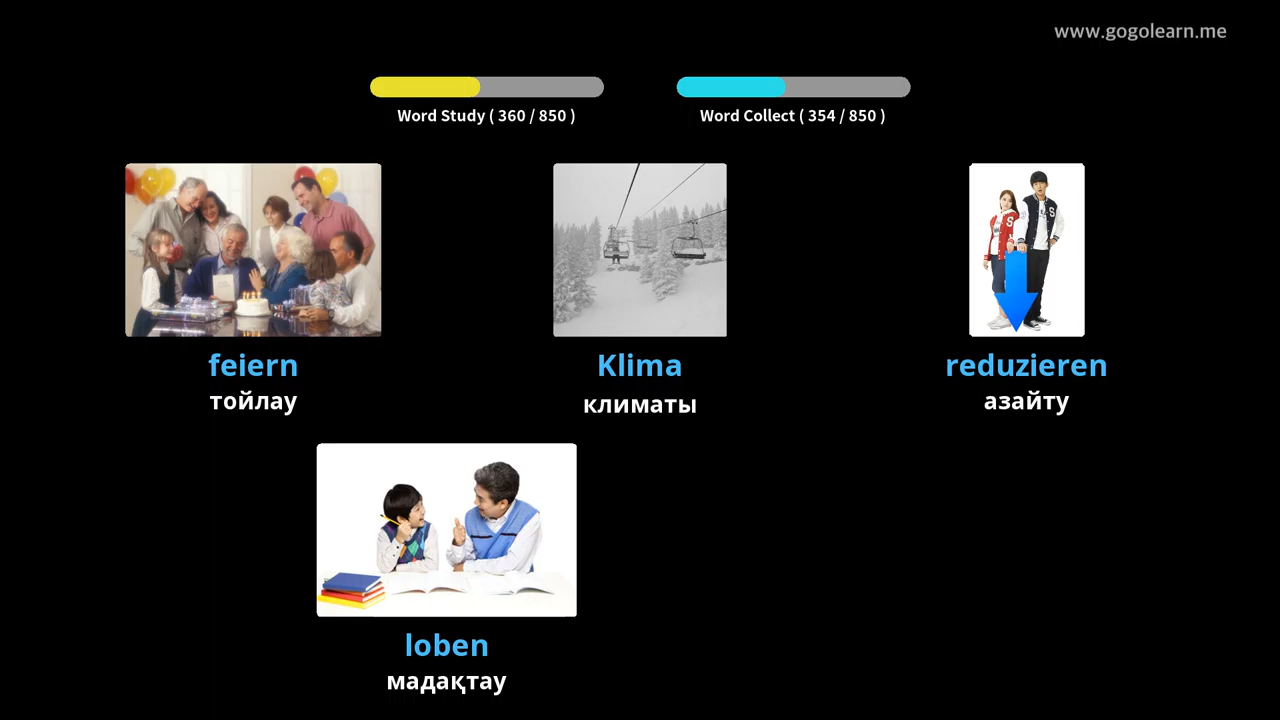 www.gogolearn.me
Word Study ( 360 / 850 )
Word Collect ( 354 / 850 )
feiern
тойлау
Klima
климаты
reduzieren
азайту
loben
мадақтау